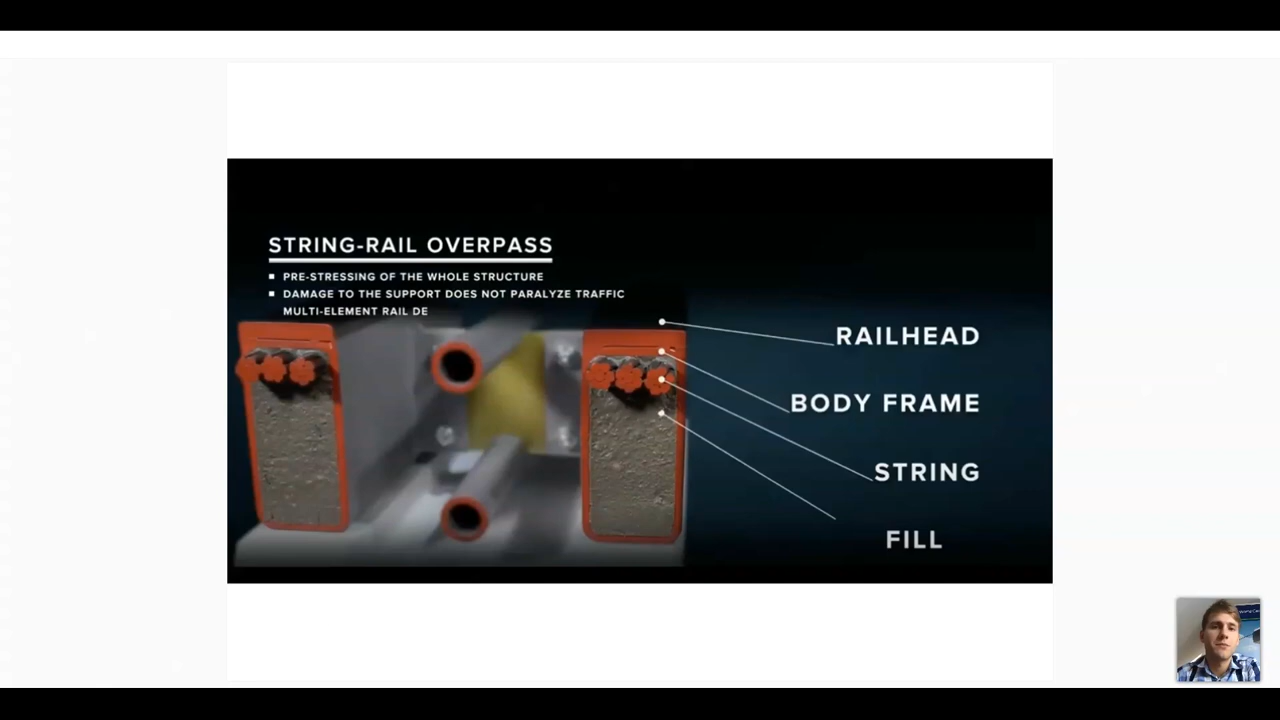 STRING-RAIL OVERPASS
▪ PRE-STRESSING OF THE WHOLE STRUCTURE
▪ DAMAGE TO THE SUPPORT DOES NOT PARALYZE TRAFFIC
MULTI-ELEMENT RAIL DE
RAILHEAD
BODY FRAME
STRING
FILL